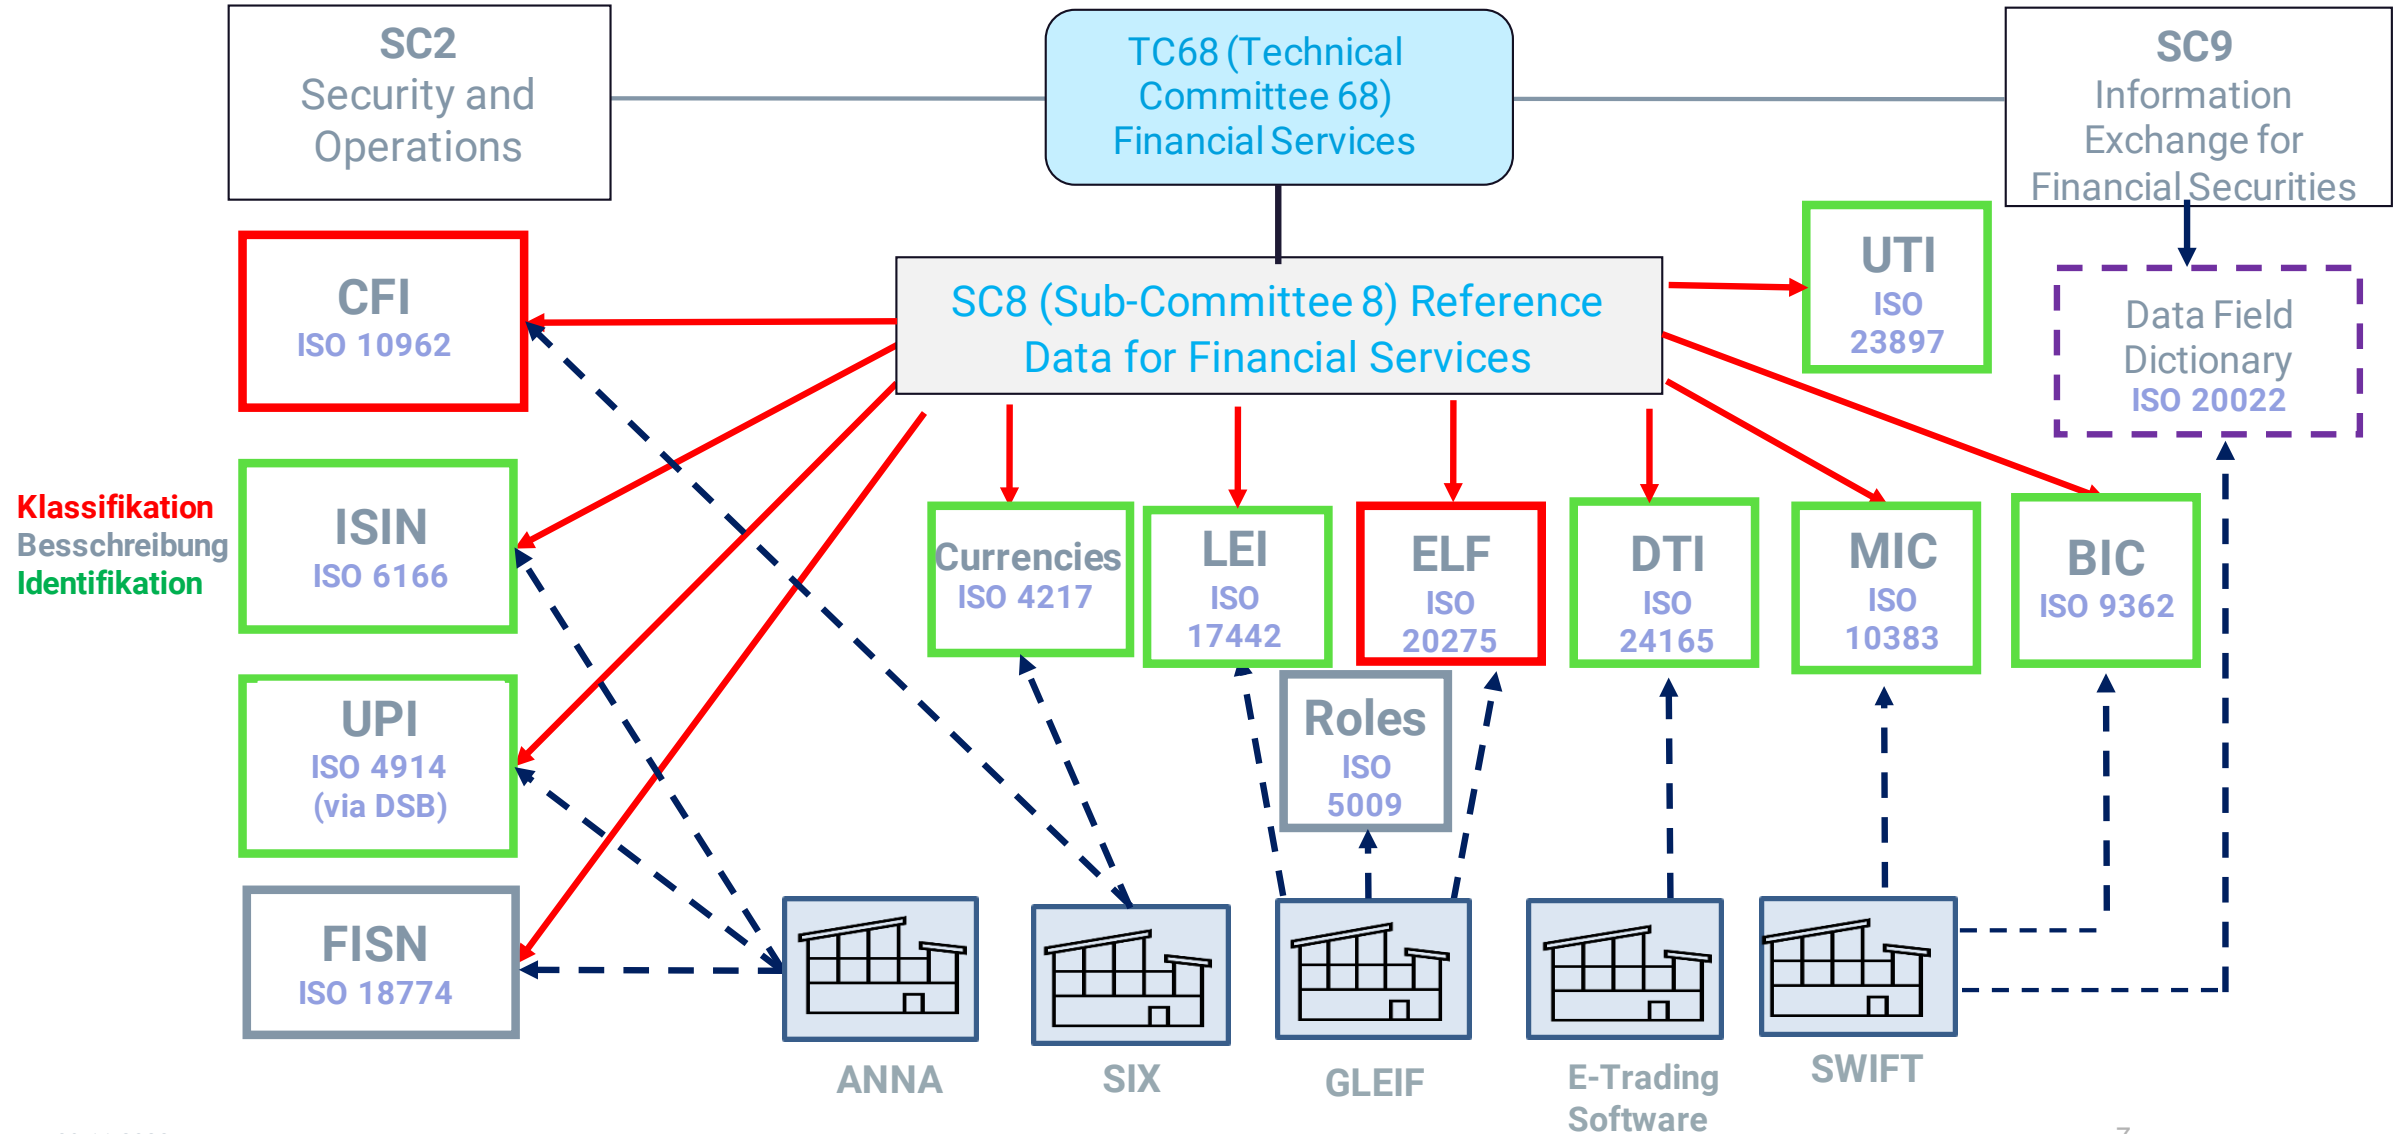 SC2
Security and
Operations
TC68 (Technical
Committee 68)
Financial Services
SC9
Information
Exchange for
Financial Securities
SC8 (Sub-Committee 8) Reference
Data for Financial Services
UTI
ISO
23897
Data Field
Dictionary
ISO 20022
CFI
ISO 10962
Klassifikation
Besschreibung
Identifikation
ISIN
ISO 6166
UPI
ISO 4914
(via DSB)
FISN
ISO 18774
Currencies
ISO 4217
LEI
ISO
17442
ELF
ISO
20275
DTI
ISO
24165
MIC
ISO
10383
BIC
ISO 9362
Roles
ISO
5009
ANNA
SIX
GLEIF
E-Trading
Software
SWIFT